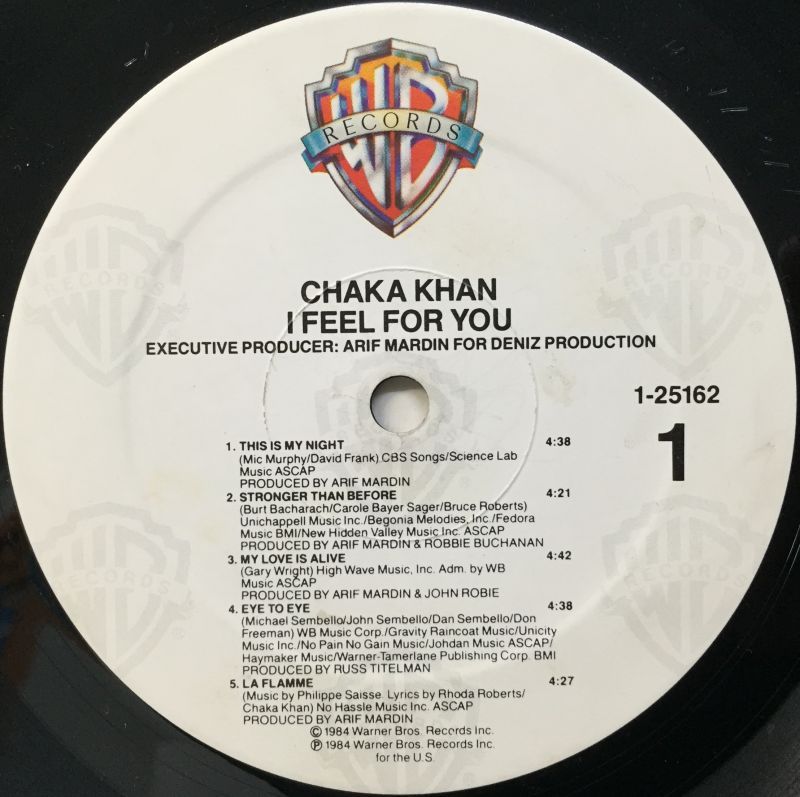 WB
RECORDS
CHAKA KHAN
I FEEL FOR YOU
EXECUTIVE PRODUCER: ARIF MARDIN FOR DENIZ PRODUCTION
1-25162
1
1. THIS IS MY NIGHT 4:38
(Mic Murphy/David Frank) CBS Songs/Science Lab
Music ASCAP
PRODUCED BY ARIF MARDIN
2. STRONGER THAN BEFORE 4:21
(Burt Bacharach/Carole Bayer Sager/Bruce Roberts)
Unichappell Music Inc./Begonia Melodies, Inc./Fedora
Music BMI/New Hidden Valley Music Inc. ASCAP
PRODUCED BY ARIF MARDIN & ROBBIE BUCHANAN
3. MY LOVE IS ALIVE 4:42
(Gary Wright) High Wave Music, Inc. Adm. by WB
Music ASCAP
PRODUCED BY ARIF MARDIN & JOHN ROBIE
4. EYE TO EYE 4:38
(Michael Sembello/John Sembello/Dan Sembello/Don
Freeman) WB Music Corp./Gravity Raincoat Music/Unicity
Music Inc./No Pain No Gain Music/Johdan Music ASCAP/
Haymaker Music/Warner-Tamerlane Publishing Corp. BMI
PRODUCED BY RUSS TITELMAN
5. LA FLAMME 4:27
(Music by Philippe Saisse. Lyrics by Rhoda Roberts/
Chaka Khan) No Hassle Music Inc. ASCAP
PRODUCED BY ARIF MARDIN
© 1984 Warner Bros. Records Inc.
℗ 1984 Warner Bros. Records Inc.
for the U.S.